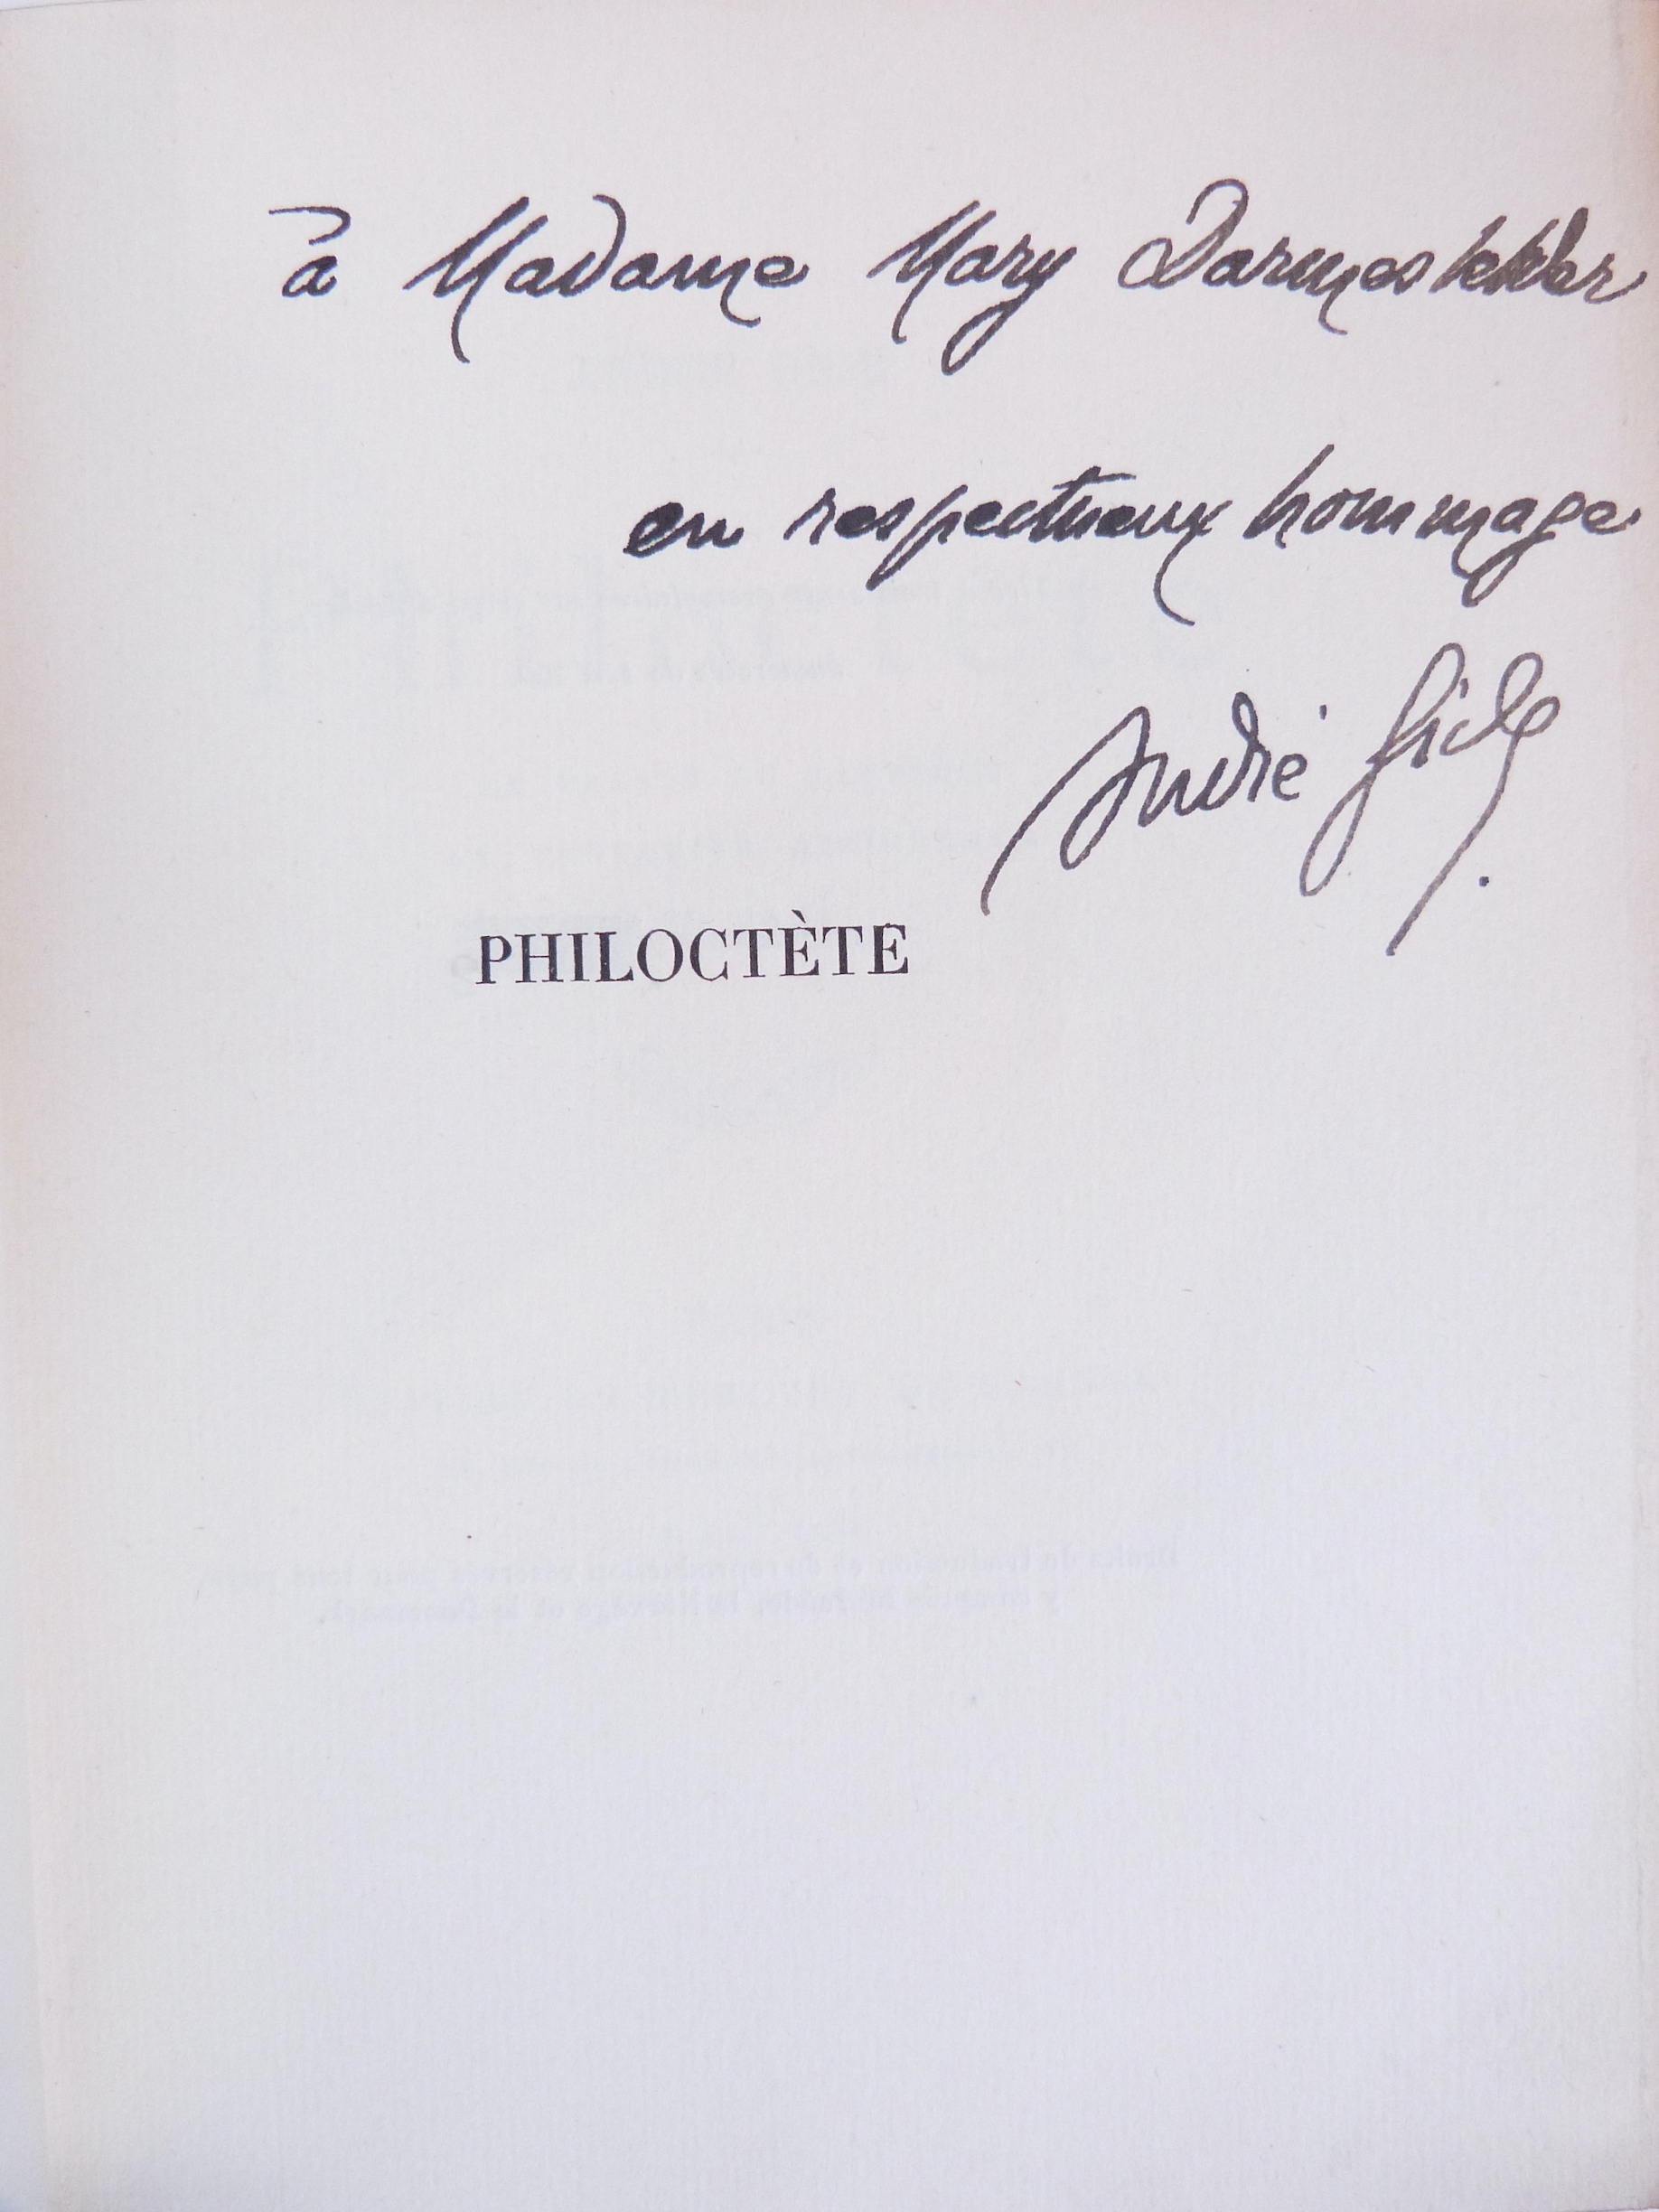 à Madame Mary Darmesteter
en respectueux hommage
André Gide.
PHILOCTÈTE